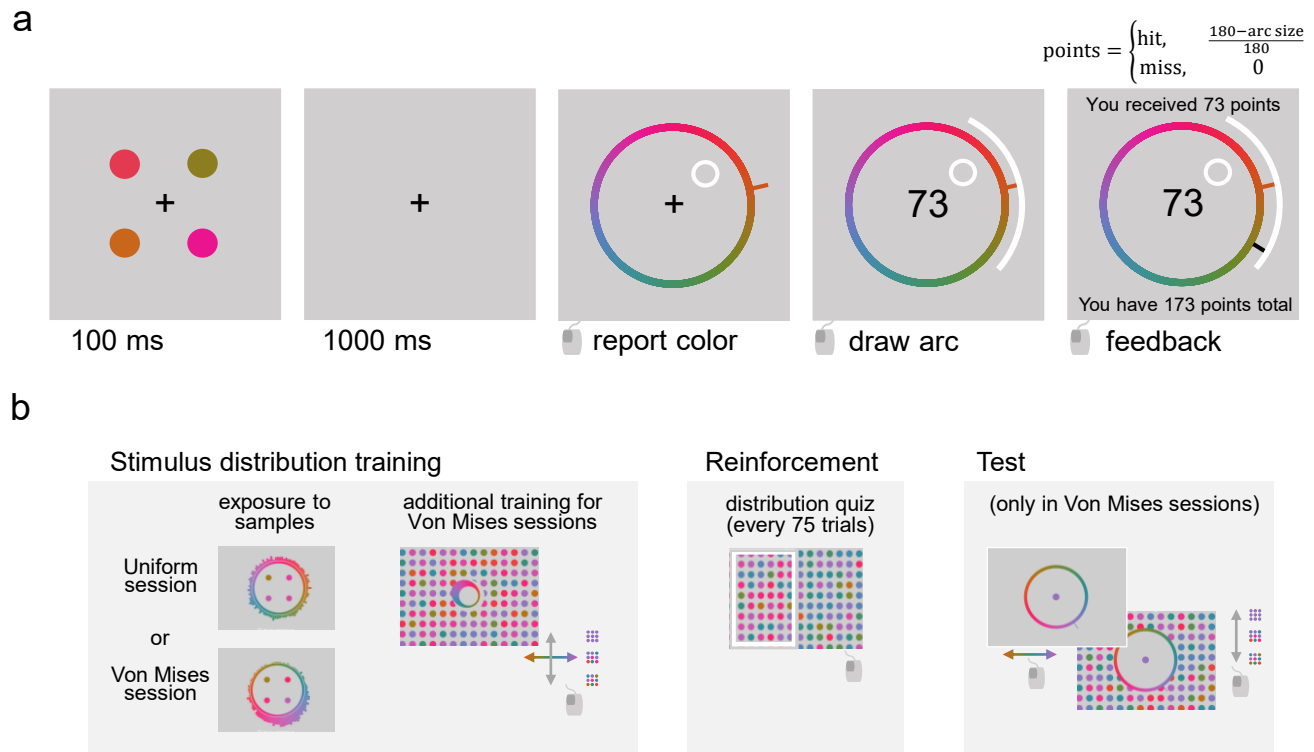 a
points = {hit, 180−arc size / 180
miss, 0
You received 73 points
+
+
+
73
73
You have 173 points total
100 ms
1000 ms
report color
draw arc
feedback
b
Stimulus distribution training
Reinforcement
Test
exposure to
samples
additional training for
Von Mises sessions
distribution quiz
(every 75 trials)
(only in Von Mises sessions)
Uniform
session
or
Von Mises
session